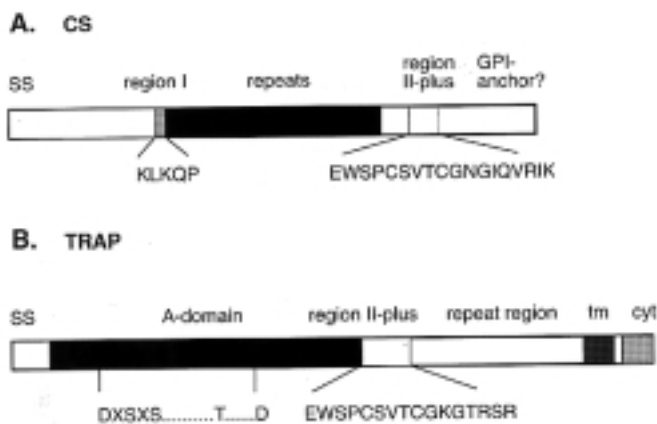 A. CS
SS region I repeats region II-plus GPI-anchor?
KLKQP EWSPCSVTCGNGIQVRIK
B. TRAP
SS A-domain region II-plus repeat region tm cyt
DXSXS..........T......D EWSPCSVTCGKGTRSR